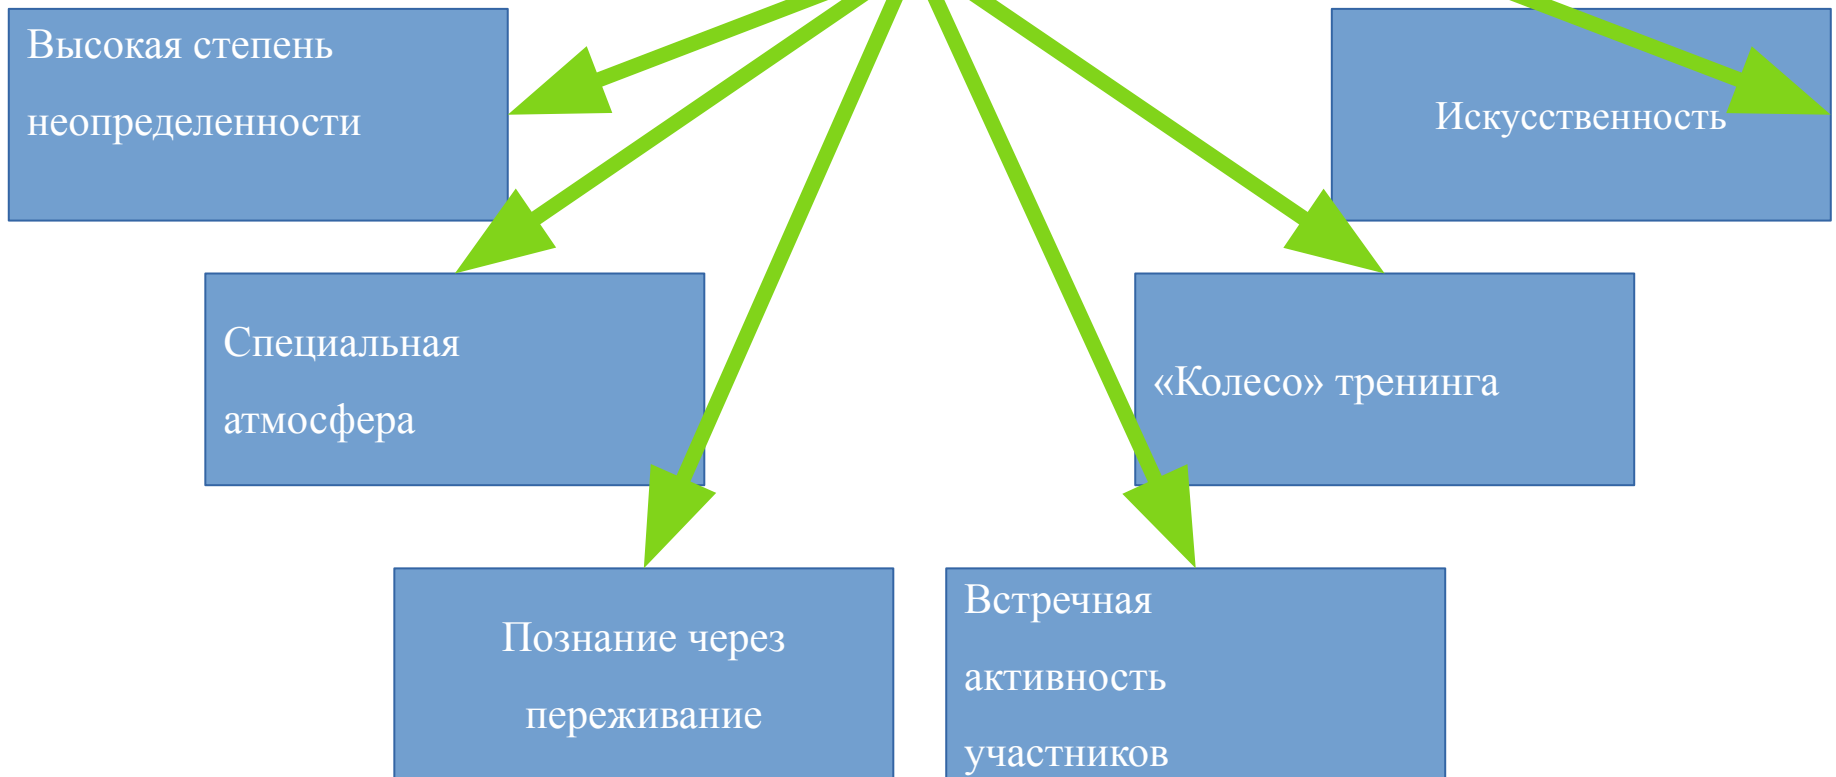 Высокая степень
неопределенности
Искусственность
Специальная
атмосфера
«Колесо» тренинга
Познание через
переживание
Встречная
активность
участников